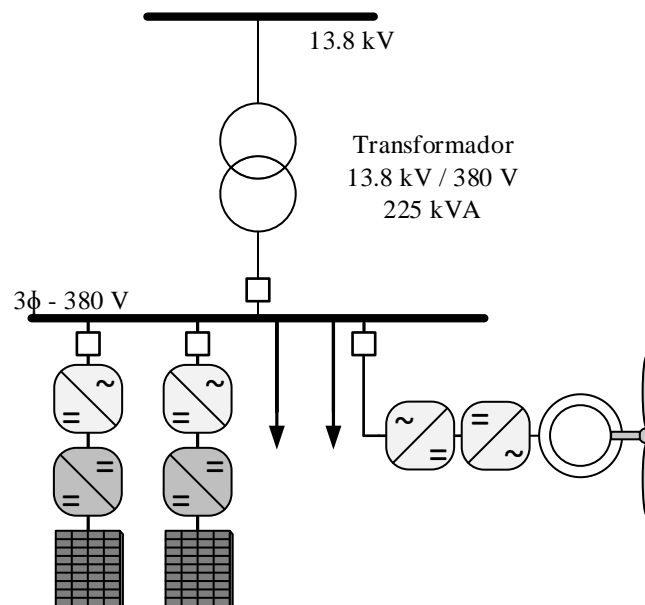 13.8 kV
Transformador
13.8 kV / 380 V
225 kVA
3ϕ - 380 V